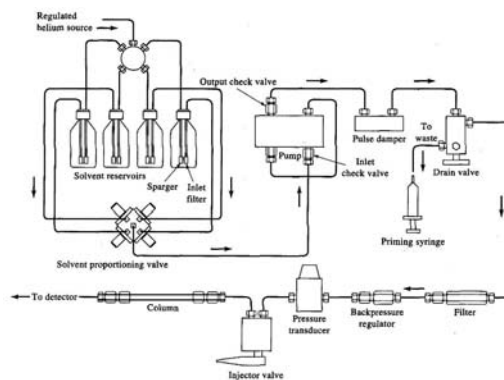 Regulated
helium source
Output check valve
To
waste
Pulse damper
Pump
Inlet
check valve
Drain valve
Solvent reservoirs
Sparger
Inlet
filter
Priming syringe
Solvent proportioning valve
To detector
Column
Pressure
transducer
Backpressure
regulator
Filter
Injector valve